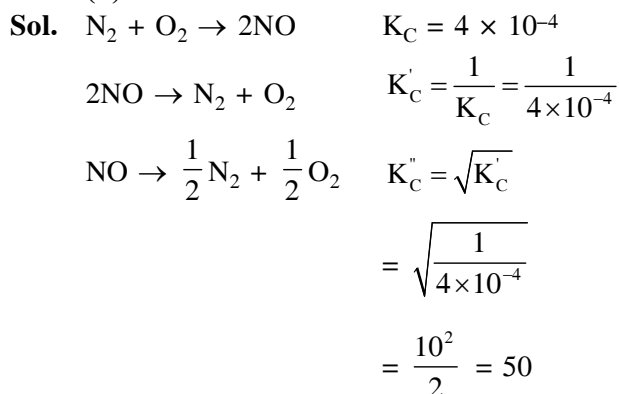 Sol. N₂ + O₂ → 2NO K_C = 4 × 10⁻⁴
2NO → N₂ + O₂ K'_C = 1/K_C = 1/(4×10⁻⁴)
NO → 1/2 N₂ + 1/2 O₂ K"_C = √(K'_C)
= √(1/(4×10⁻⁴))
= 10²/2 = 50